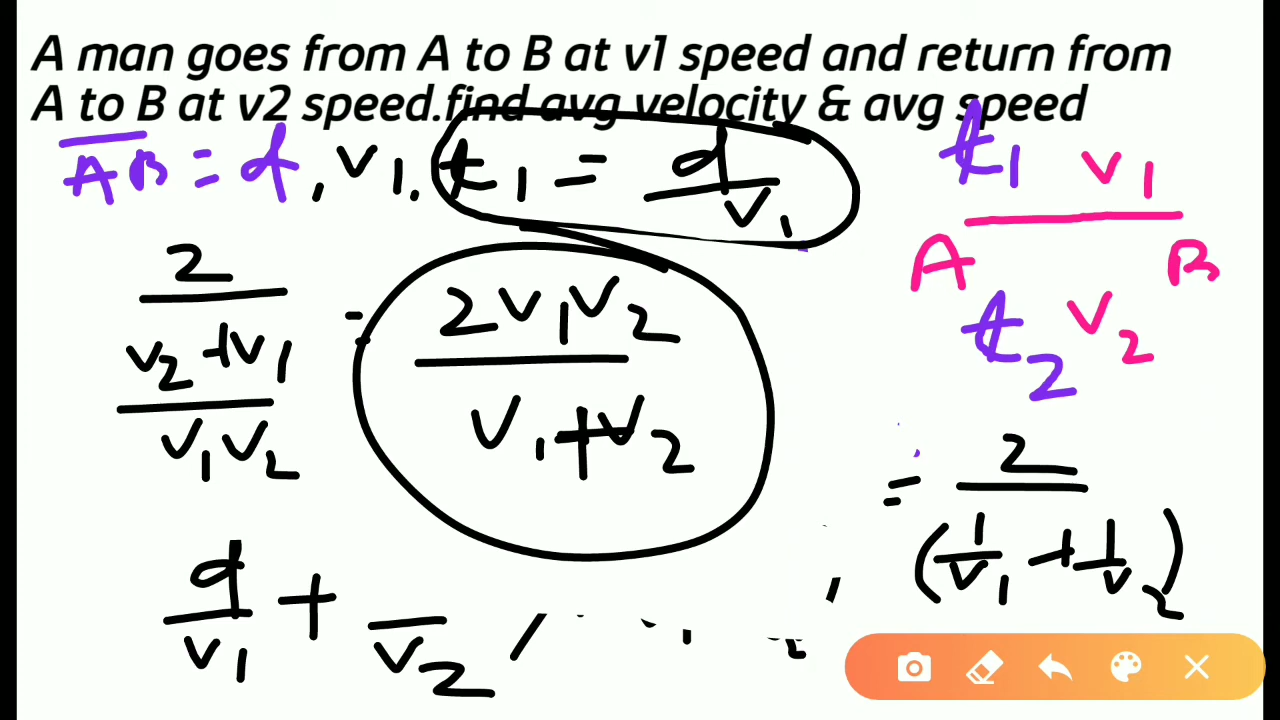 A man goes from A to B at v1 speed and return from
A to B at v2 speed.find avg velocity & avg speed
AB = d, v1. t1 = d/v1
t1 v1
A B
t2 v2
2/((v2+v1)/(v1v2)) = 2v1v2/(v1+v2)
= 2/(1/v1+1/v2)
d/v1 + /v2